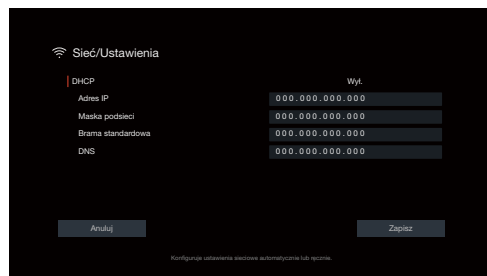 Sieć/Ustawienia
DHCP Wył.
Adres IP 000.000.000.000
Maska podsieci 000.000.000.000
Brama standardowa 000.000.000.000
DNS 000.000.000.000
Anuluj Zapisz
Konfiguruje ustawienia sieciowe automatycznie lub ręcznie.